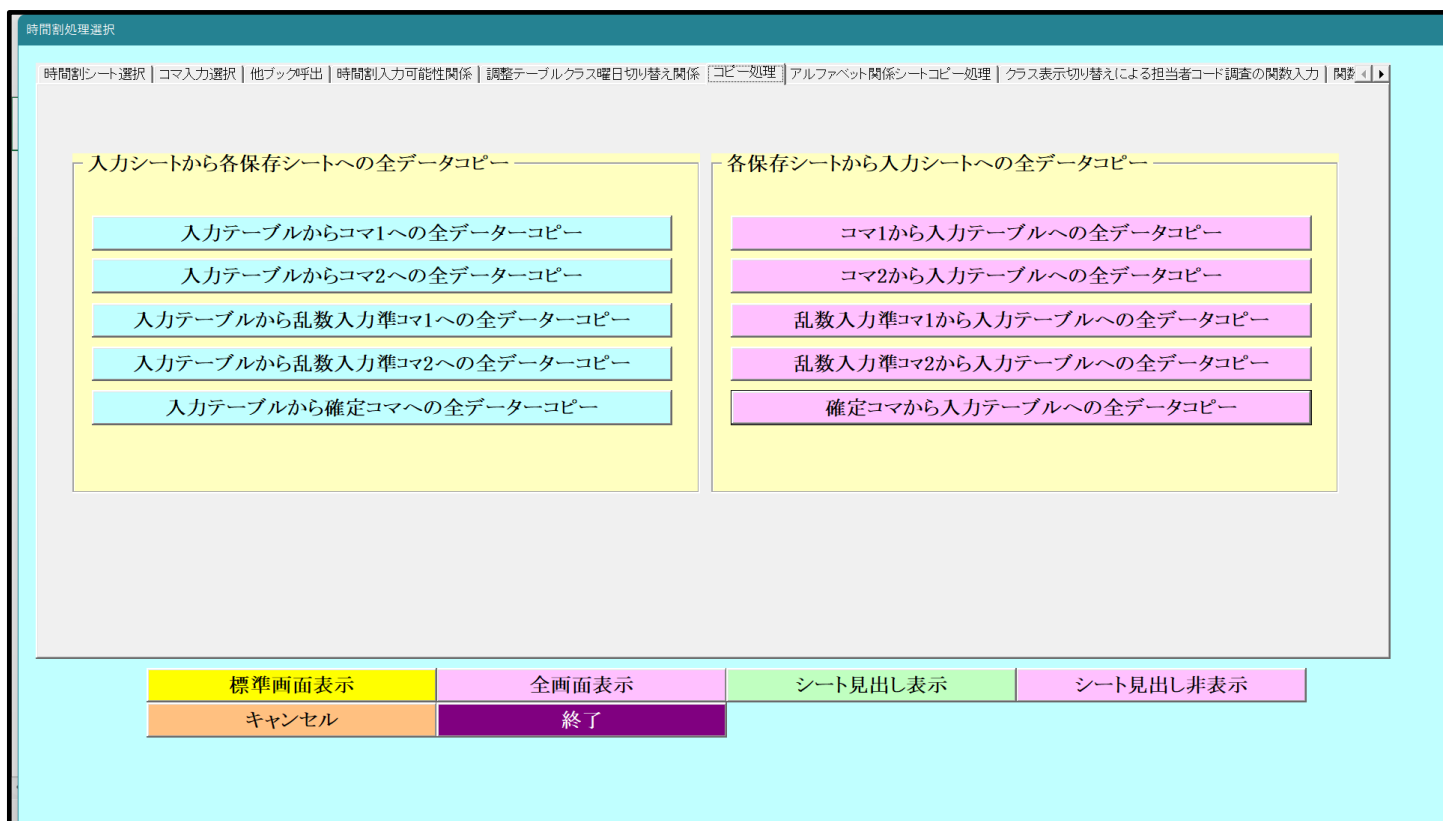 時間割処理選択
時間割シート選択 | コマ入力選択 | 他ブック呼出 | 時間割入力可能性関係 | 調整テーブルクラス曜日切り替え関係 | コピー処理 | アルファベット関係シートコピー処理 | クラス表示切り替えによる担当者コード調査の関数入力 | 関数
入力シートから各保存シートへの全データコピー
入力テーブルからコマ1への全データーコピー
入力テーブルからコマ2への全データーコピー
入力テーブルから乱数入力準コマ1への全データーコピー
入力テーブルから乱数入力準コマ2への全データーコピー
入力テーブルから確定コマへの全データーコピー
各保存シートから入力シートへの全データコピー
コマ1から入力テーブルへの全データコピー
コマ2から入力テーブルへの全データコピー
乱数入力準コマ1から入力テーブルへの全データコピー
乱数入力準コマ2から入力テーブルへの全データコピー
確定コマから入力テーブルへの全データコピー
標準画面表示 全画面表示 シート見出し表示 シート見出し非表示
キャンセル 終了